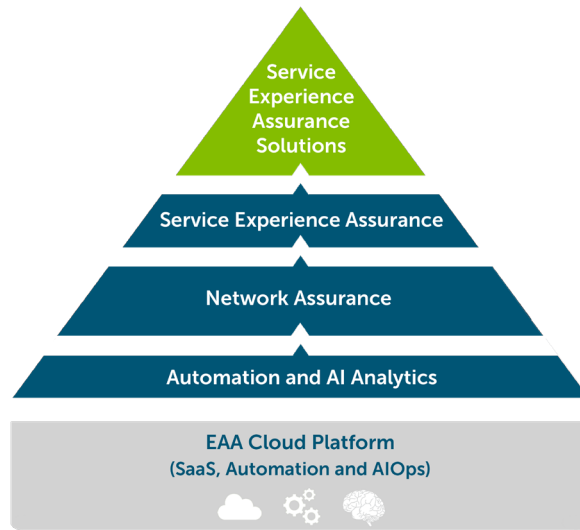 Service
Experience
Assurance
Solutions
Service Experience Assurance
Network Assurance
Automation and AI Analytics
EAA Cloud Platform
(SaaS, Automation and AIOps)